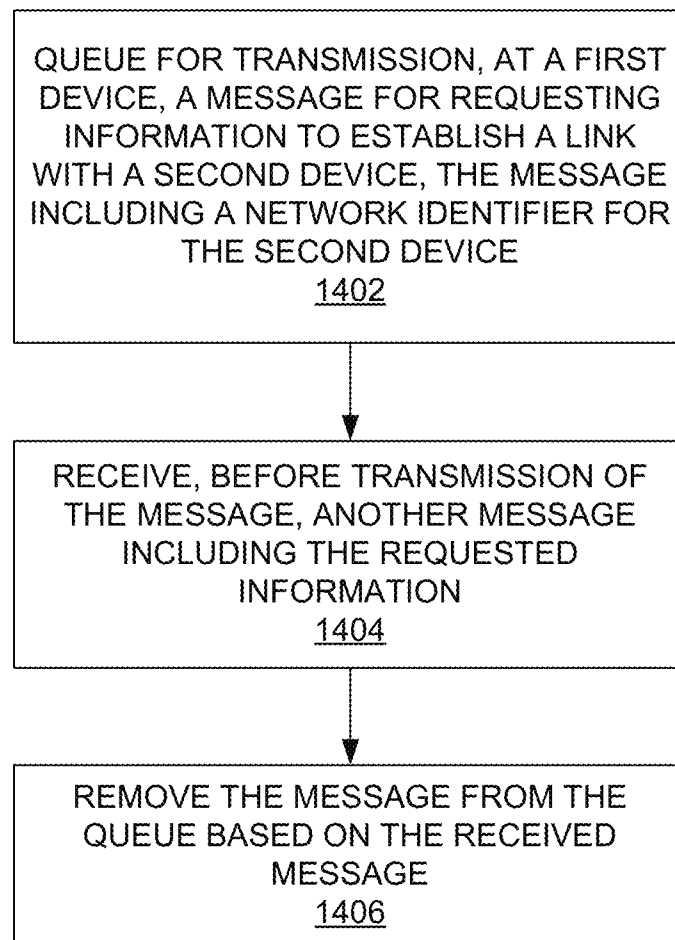 QUEUE FOR TRANSMISSION, AT A FIRST
DEVICE, A MESSAGE FOR REQUESTING
INFORMATION TO ESTABLISH A LINK
WITH A SECOND DEVICE, THE MESSAGE
INCLUDING A NETWORK IDENTIFIER FOR
THE SECOND DEVICE
1402
RECEIVE, BEFORE TRANSMISSION OF
THE MESSAGE, ANOTHER MESSAGE
INCLUDING THE REQUESTED
INFORMATION
1404
REMOVE THE MESSAGE FROM THE
QUEUE BASED ON THE RECEIVED
MESSAGE
1406